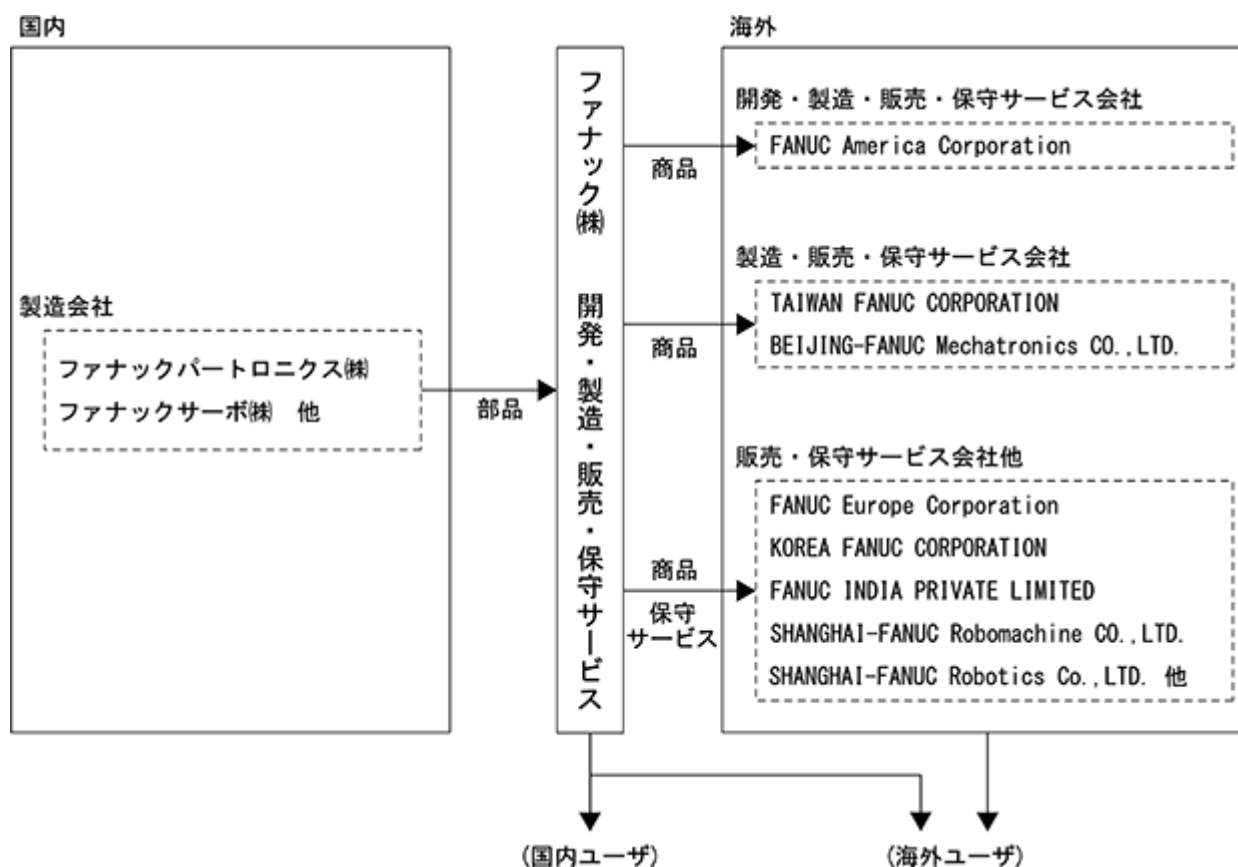 国内
製造会社
ファナックパートロニクス㈱
ファナックサーボ㈱　他
部品
ファナック㈱　開発・製造・販売・保守サービス
海外
開発・製造・販売・保守サービス会社
FANUC America Corporation
商品
製造・販売・保守サービス会社
TAIWAN FANUC CORPORATION
BEIJING-FANUC Mechatronics CO.,LTD.
商品
販売・保守サービス会社他
FANUC Europe Corporation
KOREA FANUC CORPORATION
FANUC INDIA PRIVATE LIMITED
SHANGHAI-FANUC Robomachine CO.,LTD.
SHANGHAI-FANUC Robotics Co.,LTD. 他
商品
保守
サービス
(国内ユーザ)
(海外ユーザ)